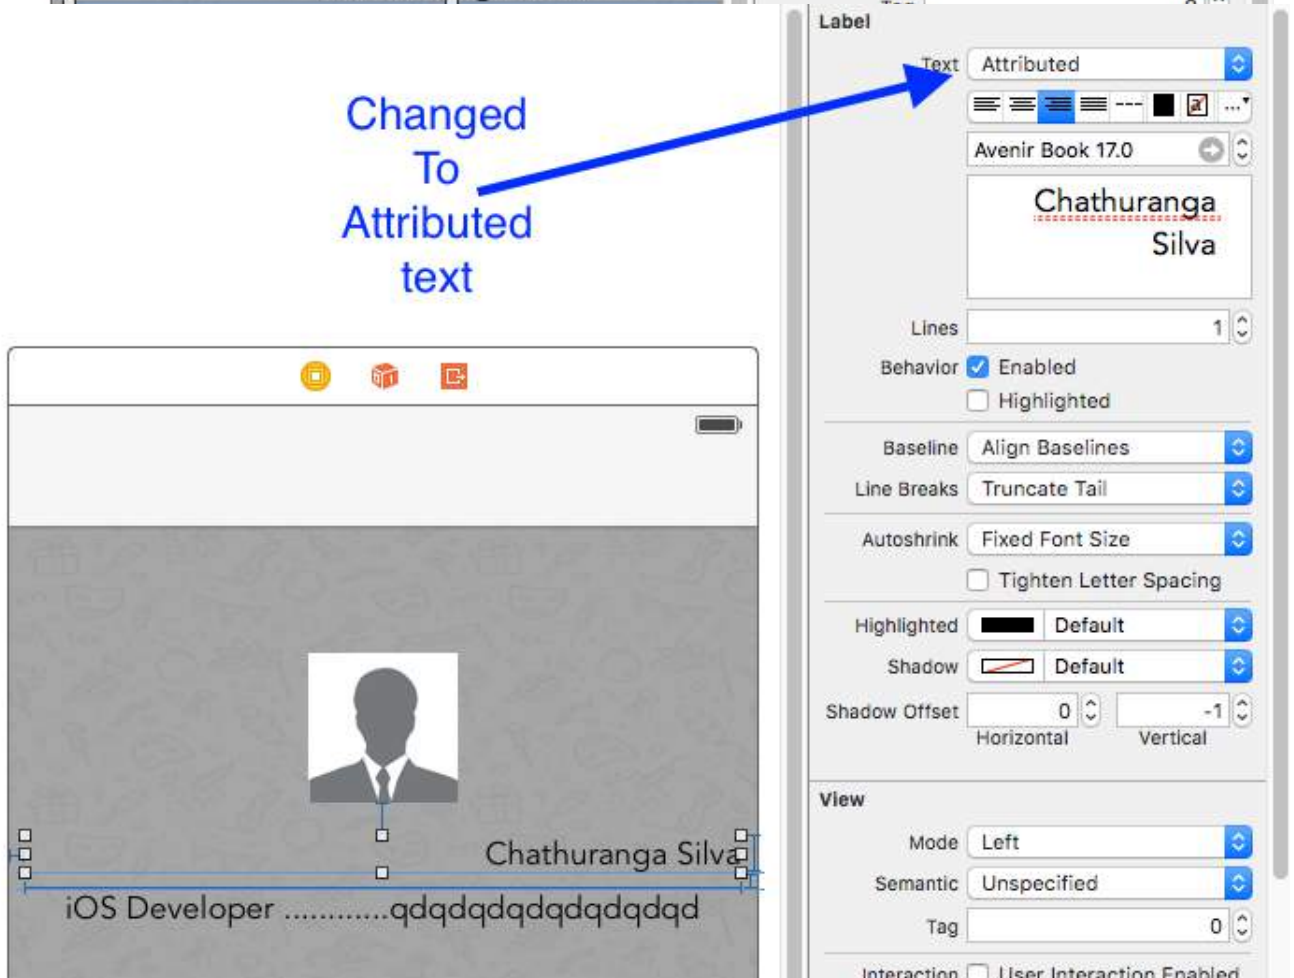 Label
Text Attributed
a ...
Avenir Book 17.0
Changed
To
Attributed
text
Chathuranga
Silva
Lines 1
Behavior Enabled
Highlighted
Baseline Align Baselines
Line Breaks Truncate Tail
Autoshrink Fixed Font Size
Tighten Letter Spacing
Highlighted Default
Shadow Default
Shadow Offset 0 -1
Horizontal Vertical
View
Mode Left
Semantic Unspecified
Tag 0
Interaction User Interaction Enabled
Chathuranga Silva
iOS Developer ............qdqdqdqdqdqdqdqd